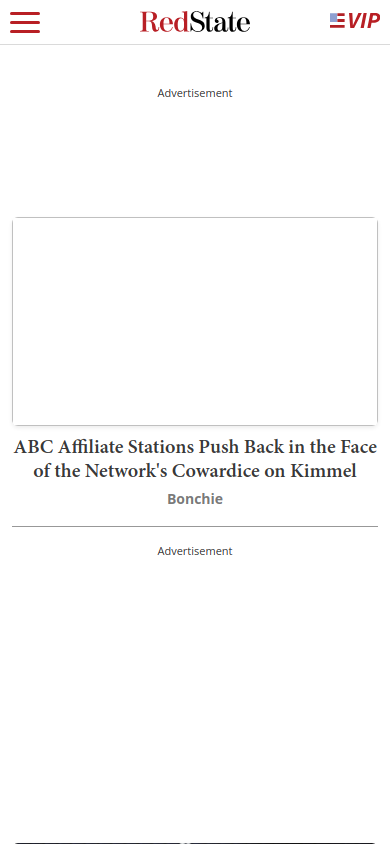 RedState
VIP
Advertisement
ABC Affiliate Stations Push Back in the Face
of the Network's Cowardice on Kimmel
Bonchie
Advertisement